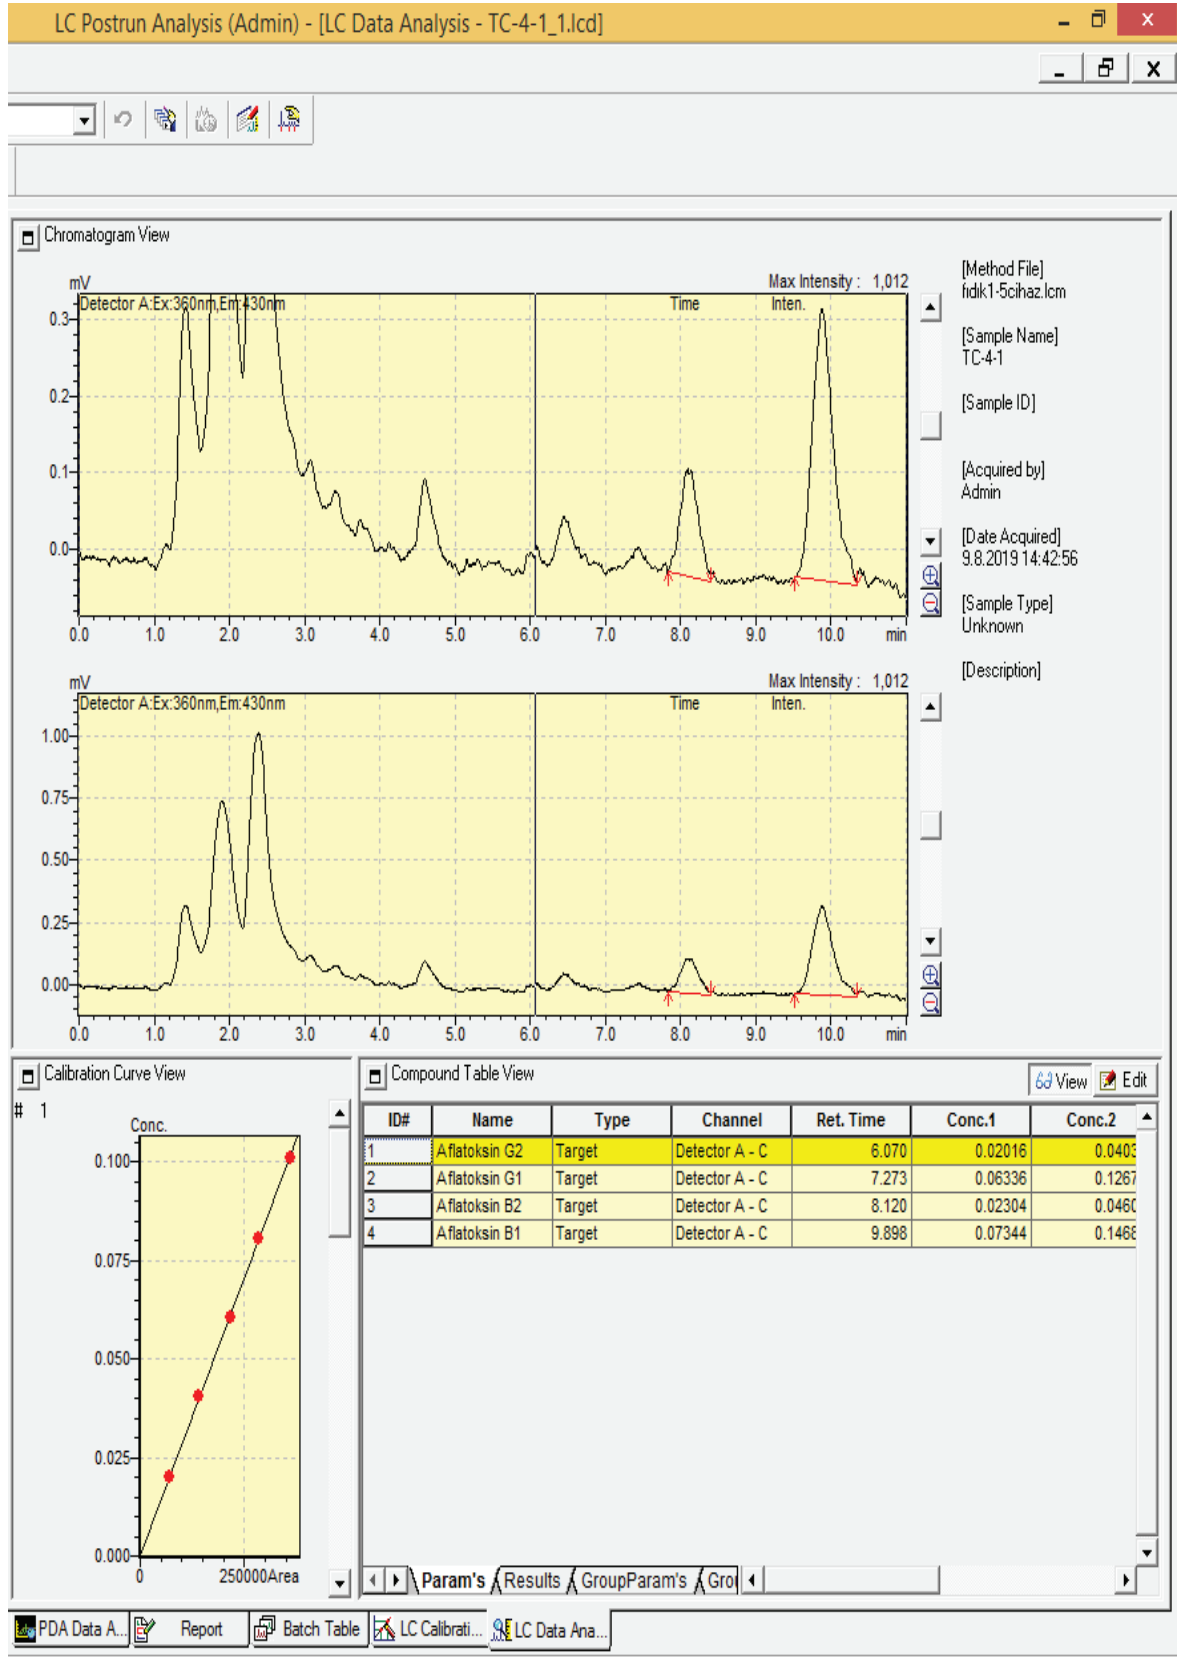 LC Postrun Analysis (Admin) - [LC Data Analysis - TC-4-1_1.lcd]
Chromatogram View
mV
Max Intensity : 1,012
Detector A:Ex:360nm,Em:430nm
Time Inten.
0.3
0.2
0.1
0.0
0.0 1.0 2.0 3.0 4.0 5.0 6.0 7.0 8.0 9.0 10.0 min
mV
Max Intensity : 1,012
Detector A:Ex:360nm,Em:430nm
Time Inten.
1.00
0.75
0.50
0.25
0.00
0.0 1.0 2.0 3.0 4.0 5.0 6.0 7.0 8.0 9.0 10.0 min
[Method File]
fıdık1-5cihaz.lcm
[Sample Name]
TC-4-1
[Sample ID]
[Acquired by]
Admin
[Date Acquired]
9.8.2019 14:42:56
[Sample Type]
Unknown
[Description]
Calibration Curve View
# 1
Conc.
0.100
0.075
0.050
0.025
0.000
0 250000Area
Compound Table View
View Edit
ID# Name Type Channel Ret. Time Conc.1 Conc.2
1 Aflatoksin G2 Target Detector A - C 6.070 0.02016 0.0403
2 Aflatoksin G1 Target Detector A - C 7.273 0.06336 0.1267
3 Aflatoksin B2 Target Detector A - C 8.120 0.02304 0.0460
4 Aflatoksin B1 Target Detector A - C 9.898 0.07344 0.1468
Param's Results GroupParam's Grou
PDA Data A... Report Batch Table LC Calibrati... LC Data Ana...